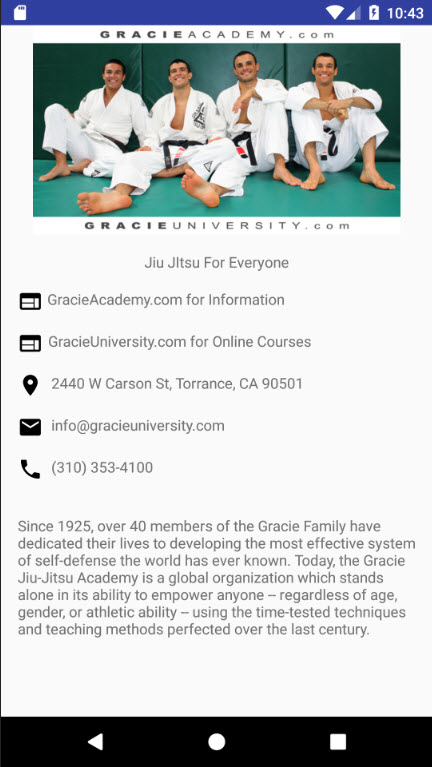 10:43
GRACIEACADEMY.com
GRACIEUNIVERSITY.com
Jiu JItsu For Everyone
GracieAcademy.com for Information
GracieUniversity.com for Online Courses
2440 W Carson St, Torrance, CA 90501
info@gracieuniversity.com
(310) 353-4100
Since 1925, over 40 members of the Gracie Family have
dedicated their lives to developing the most effective system
of self-defense the world has ever known. Today, the Gracie
Jiu-Jitsu Academy is a global organization which stands
alone in its ability to empower anyone -- regardless of age,
gender, or athletic ability -- using the time-tested techniques
and teaching methods perfected over the last century.